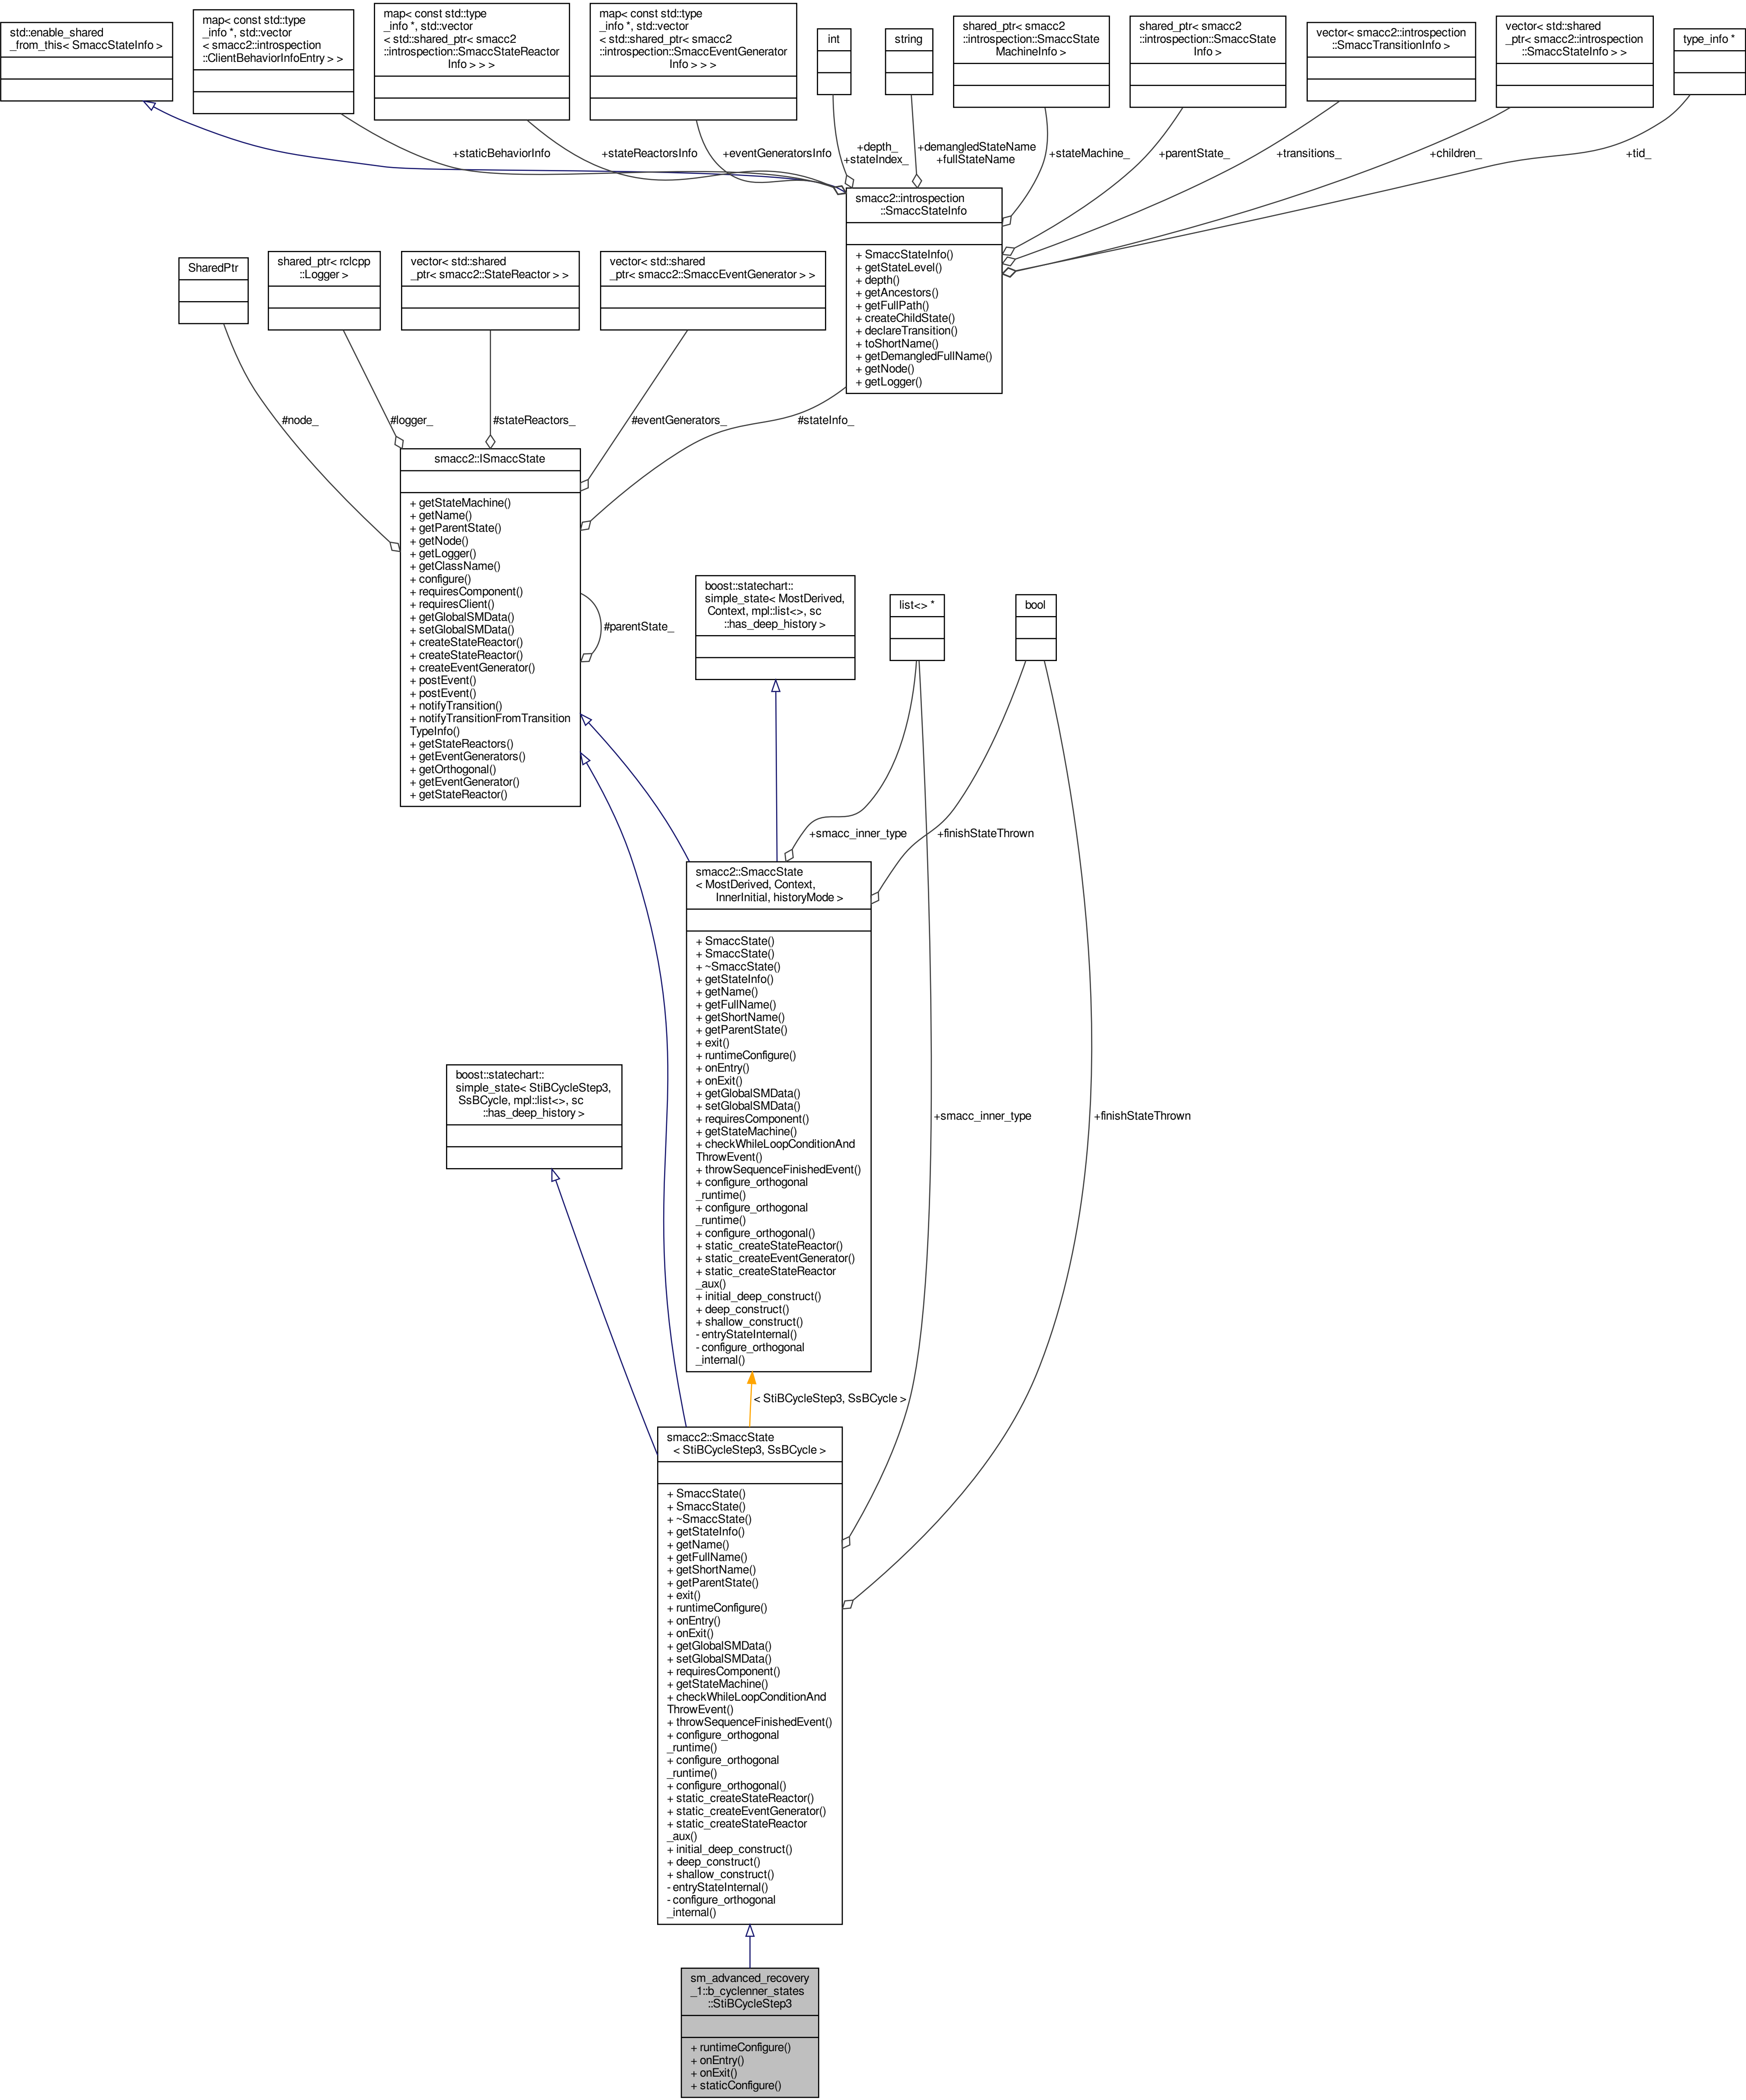 std::enable_shared
_from_this< SmaccStateInfo >
map< const std::type
_info *, std::vector
< smacc2::introspection
::ClientBehaviorInfoEntry > >
map< const std::type
_info *, std::vector
< std::shared_ptr< smacc2
::introspection::SmaccStateReactor
Info > > >
map< const std::type
_info *, std::vector
< std::shared_ptr< smacc2
::introspection::SmaccEventGenerator
Info > > >
int
string
shared_ptr< smacc2
::introspection::SmaccState
MachineInfo >
shared_ptr< smacc2
::introspection::SmaccState
Info >
vector< smacc2::introspection
::SmaccTransitionInfo >
vector< std::shared
_ptr< smacc2::introspection
::SmaccStateInfo > >
type_info *
+staticBehaviorInfo
+stateReactorsInfo
+eventGeneratorsInfo
+depth_
+stateIndex_
+demangledStateName
+fullStateName
+stateMachine_
+parentState_
+transitions_
+children_
+tid_
smacc2::introspection
::SmaccStateInfo
+ SmaccStateInfo()
+ getStateLevel()
+ depth()
+ getAncestors()
+ getFullPath()
+ createChildState()
+ declareTransition()
+ toShortName()
+ getDemangledFullName()
+ getNode()
+ getLogger()
SharedPtr
shared_ptr< rclcpp
::Logger >
vector< std::shared
_ptr< smacc2::StateReactor > >
vector< std::shared
_ptr< smacc2::SmaccEventGenerator > >
#node_
#logger_
#stateReactors_
#eventGenerators_
#stateInfo_
smacc2::ISmaccState
+ getStateMachine()
+ getName()
+ getParentState()
+ getNode()
+ getLogger()
+ getClassName()
+ configure()
+ requiresComponent()
+ requiresClient()
+ getGlobalSMData()
+ setGlobalSMData()
+ createStateReactor()
+ createStateReactor()
+ createEventGenerator()
+ postEvent()
+ postEvent()
+ notifyTransition()
+ notifyTransitionFromTransition
TypeInfo()
+ getStateReactors()
+ getEventGenerators()
+ getOrthogonal()
+ getEventGenerator()
+ getStateReactor()
#parentState_
boost::statechart::
simple_state< MostDerived,
Context, mpl::list<>, sc
::has_deep_history >
list<> *
bool
+smacc_inner_type
+finishStateThrown
smacc2::SmaccState
< MostDerived, Context,
InnerInitial, historyMode >
+ SmaccState()
+ SmaccState()
+ ~SmaccState()
+ getStateInfo()
+ getName()
+ getFullName()
+ getShortName()
+ getParentState()
+ exit()
+ runtimeConfigure()
+ onEntry()
+ onExit()
+ getGlobalSMData()
+ setGlobalSMData()
+ requiresComponent()
+ getStateMachine()
+ checkWhileLoopConditionAnd
ThrowEvent()
+ throwSequenceFinishedEvent()
+ configure_orthogonal
_runtime()
+ configure_orthogonal
_runtime()
+ configure_orthogonal()
+ static_createStateReactor()
+ static_createEventGenerator()
+ static_createStateReactor
_aux()
+ initial_deep_construct()
+ deep_construct()
+ shallow_construct()
- entryStateInternal()
- configure_orthogonal
_internal()
boost::statechart::
simple_state< StiBCycleStep3,
SsBCycle, mpl::list<>, sc
::has_deep_history >
+smacc_inner_type
+finishStateThrown
< StiBCycleStep3, SsBCycle >
smacc2::SmaccState
< StiBCycleStep3, SsBCycle >
+ SmaccState()
+ SmaccState()
+ ~SmaccState()
+ getStateInfo()
+ getName()
+ getFullName()
+ getShortName()
+ getParentState()
+ exit()
+ runtimeConfigure()
+ onEntry()
+ onExit()
+ getGlobalSMData()
+ setGlobalSMData()
+ requiresComponent()
+ getStateMachine()
+ checkWhileLoopConditionAnd
ThrowEvent()
+ throwSequenceFinishedEvent()
+ configure_orthogonal
_runtime()
+ configure_orthogonal
_runtime()
+ configure_orthogonal()
+ static_createStateReactor()
+ static_createEventGenerator()
+ static_createStateReactor
_aux()
+ initial_deep_construct()
+ deep_construct()
+ shallow_construct()
- entryStateInternal()
- configure_orthogonal
_internal()
sm_advanced_recovery
_1::b_cyclenner_states
::StiBCycleStep3
+ runtimeConfigure()
+ onEntry()
+ onExit()
+ staticConfigure()